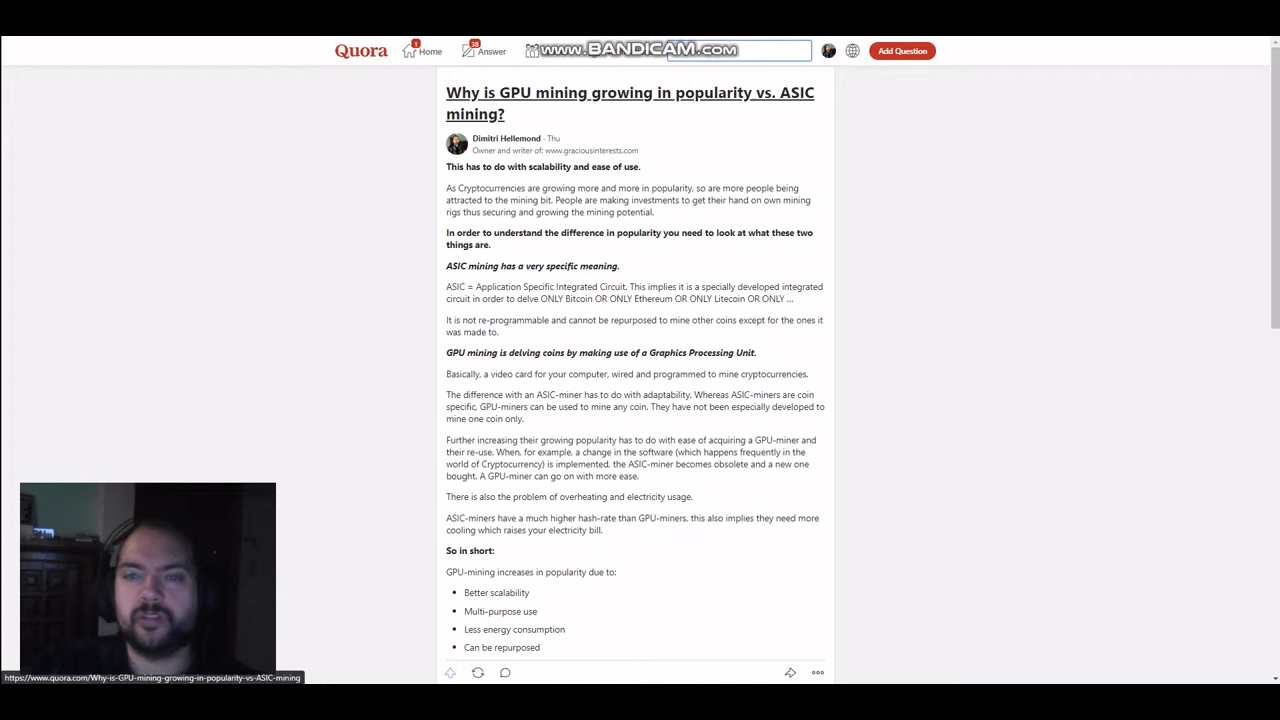 Quora
1
Home
38
Answer
www.BANDICAM.com
Add Question
Why is GPU mining growing in popularity vs. ASIC
mining?
Dimitri Hellemond · Thu
Owner and writer of: www.graciousinterests.com
This has to do with scalability and ease of use.
As Cryptocurrencies are growing more and more in popularity, so are more people being
attracted to the mining bit. People are making investments to get their hand on own mining
rigs thus securing and growing the mining potential.
In order to understand the difference in popularity you need to look at what these two
things are.
ASIC mining has a very specific meaning.
ASIC = Application Specific Integrated Circuit. This implies it is a specially developed integrated
circuit in order to delve ONLY Bitcoin OR ONLY Ethereum OR ONLY Litecoin OR ONLY ...
It is not re-programmable and cannot be repurposed to mine other coins except for the ones it
was made to.
GPU mining is delving coins by making use of a Graphics Processing Unit.
Basically, a video card for your computer, wired and programmed to mine cryptocurrencies.
The difference with an ASIC-miner has to do with adaptability. Whereas ASIC-miners are coin
specific, GPU-miners can be used to mine any coin. They have not been especially developed to
mine one coin only.
Further increasing their growing popularity has to do with ease of acquiring a GPU-miner and
their re-use. When, for example, a change in the software (which happens frequently in the
world of Cryptocurrency) is implemented, the ASIC-miner becomes obsolete and a new one
bought. A GPU-miner can go on with more ease.
There is also the problem of overheating and electricity usage.
ASIC-miners have a much higher hash-rate than GPU-miners, this also implies they need more
cooling which raises your electricity bill.
So in short:
GPU-mining increases in popularity due to:
• Better scalability
• Multi-purpose use
• Less energy consumption
• Can be repurposed
https://www.quora.com/Why-is-GPU-mining-growing-in-popularity-vs-ASIC-mining